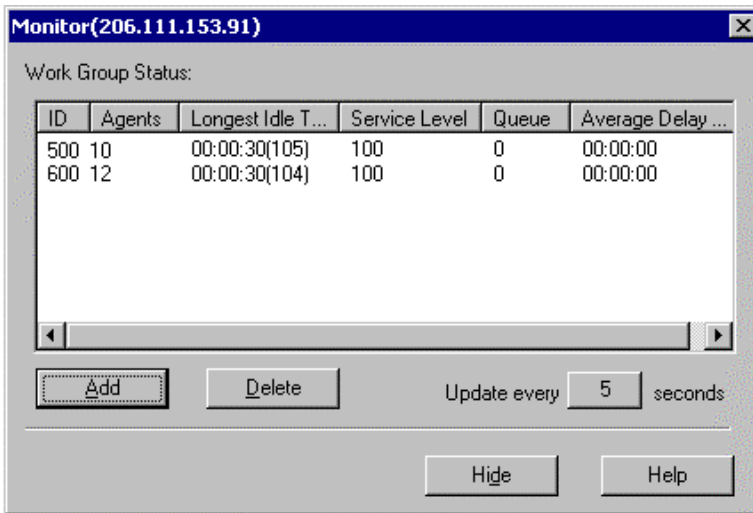 Monitor(206.111.153.91)
Work Group Status:
ID Agents Longest Idle T... Service Level Queue Average Delay ...
500 10 00:00:30(105) 100 0 00:00:00
600 12 00:00:30(104) 100 0 00:00:00
Add Delete Update every 5 seconds
Hide Help